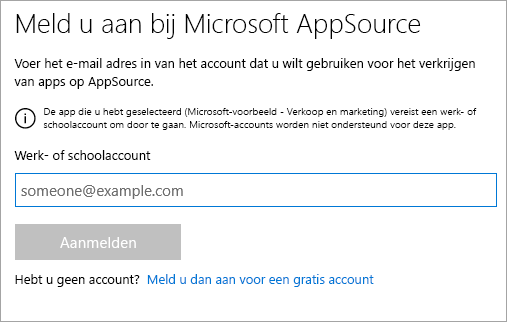 Meld u aan bij Microsoft AppSource
Voer het e-mail adres in van het account dat u wilt gebruiken voor het verkrijgen
van apps op AppSource.
De app die u hebt geselecteerd (Microsoft-voorbeeld - Verkoop en marketing) vereist een werk- of
schoolaccount om door te gaan. Microsoft-accounts worden niet ondersteund voor deze app.
Werk- of schoolaccount
someone@example.com
Aanmelden
Hebt u geen account? Meld u dan aan voor een gratis account